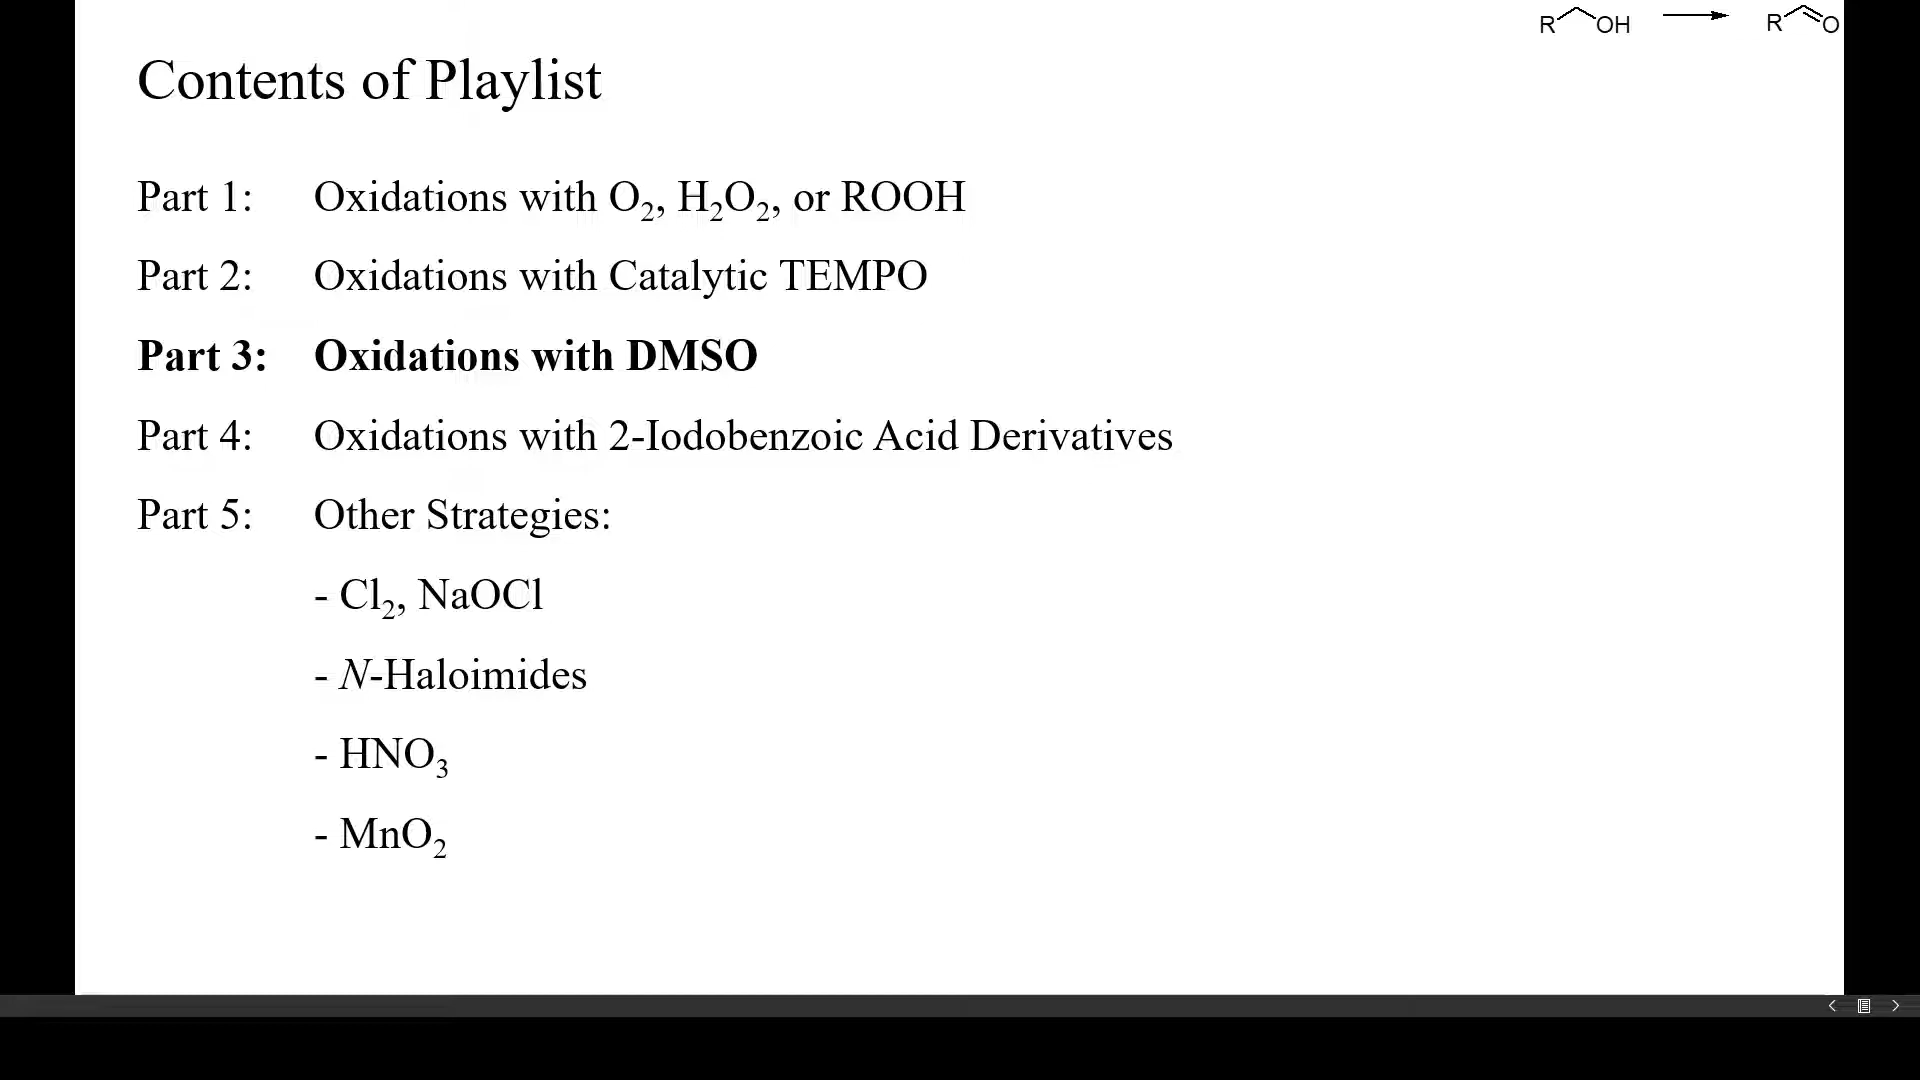 R OH R O
Contents of Playlist
Part 1: Oxidations with O₂, H₂O₂, or ROOH
Part 2: Oxidations with Catalytic TEMPO
Part 3: Oxidations with DMSO
Part 4: Oxidations with 2-Iodobenzoic Acid Derivatives
Part 5: Other Strategies:
- Cl₂, NaOCl
- N-Haloimides
- HNO₃
- MnO₂